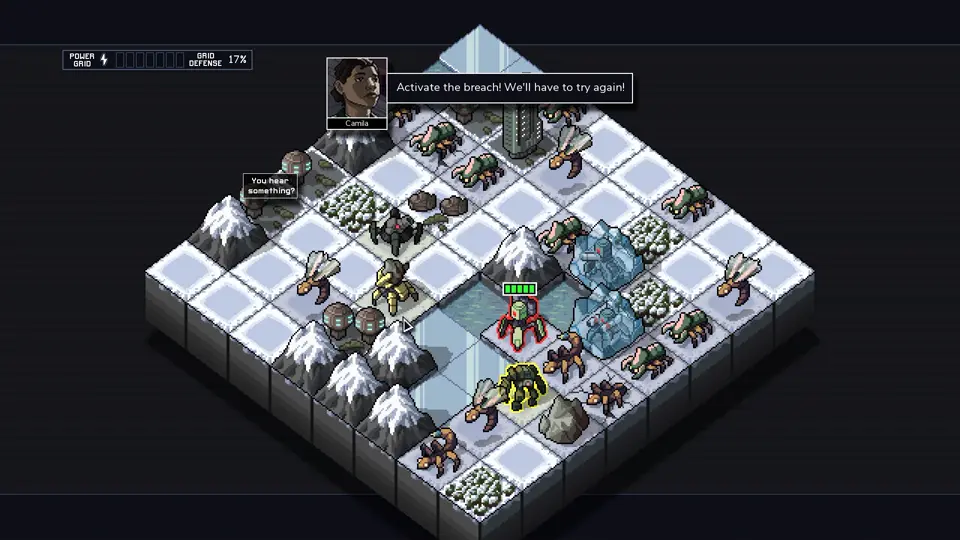 POWER
GRID
GRID
DEFENSE
17%
Activate the breach! We'll have to try again!
Camila
You hear
something?